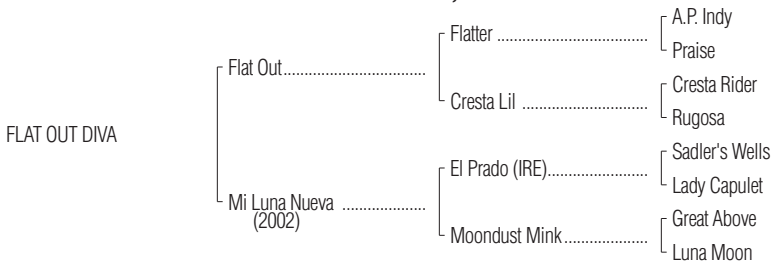 A.P. Indy
Flatter ........................................
Praise
Flat Out....................................
Cresta Rider
Cresta Lil ..................................
Rugosa
FLAT OUT DIVA
Sadler's Wells
El Prado (IRE)...........................
Lady Capulet
Mi Luna Nueva .....................
(2002)
Great Above
Moondust Mink......................
Luna Moon